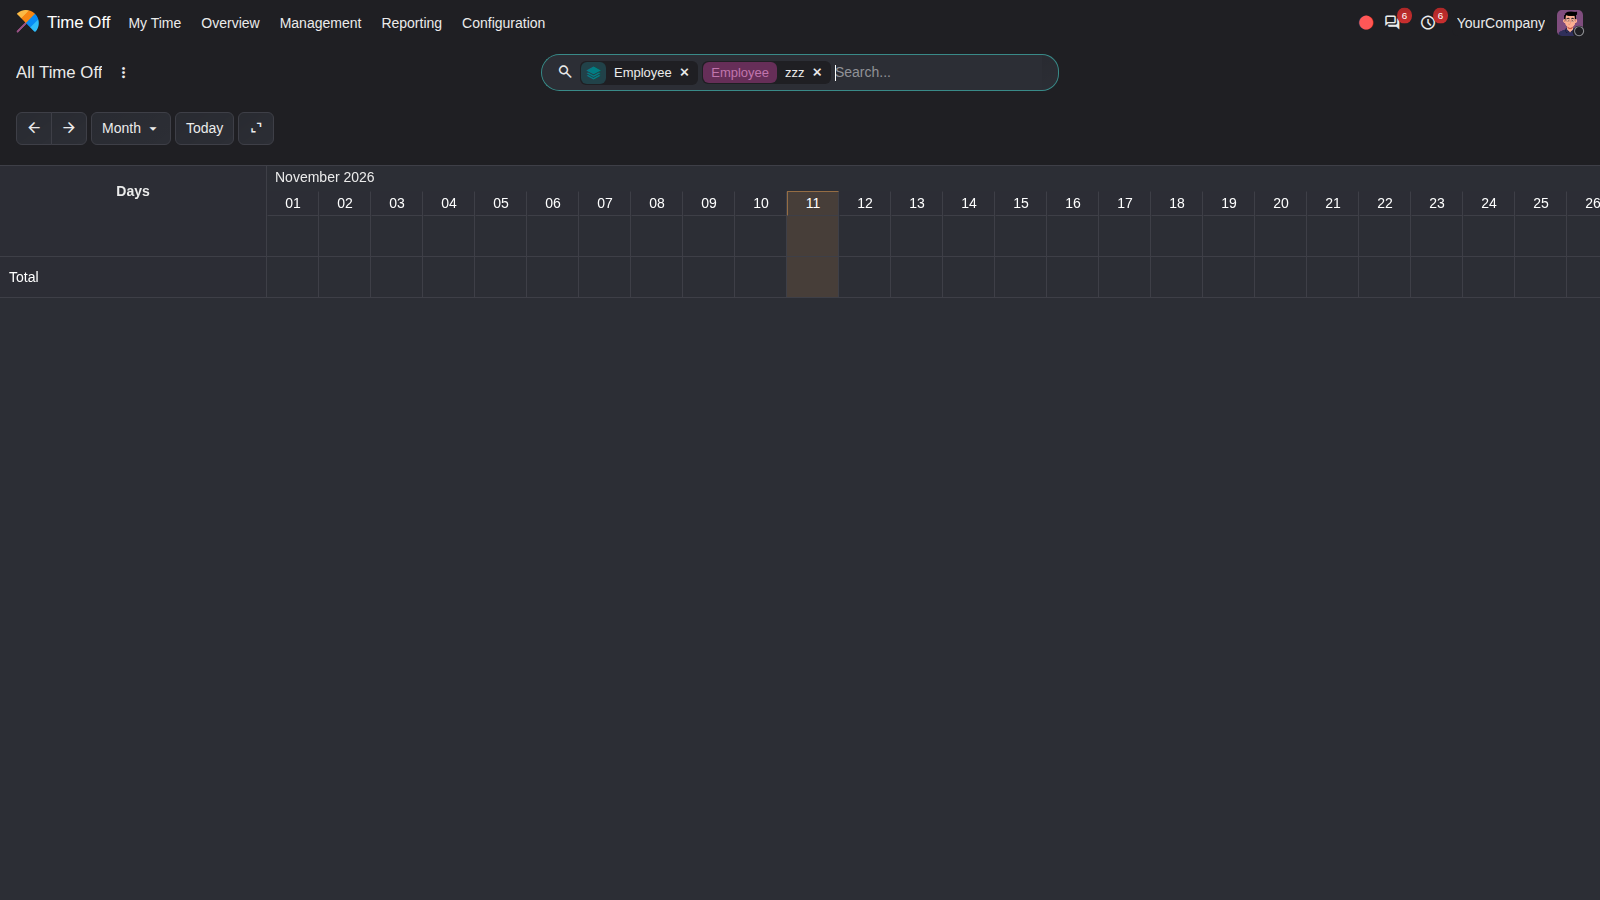 Time Off My Time Overview Management Reporting Configuration 6 6 YourCompany
All Time Off Employee × Employee zzz × Search...
Month Today
Days November 2026
01 02 03 04 05 06 07 08 09 10 11 12 13 14 15 16 17 18 19 20 21 22 23 24 25 26
Total